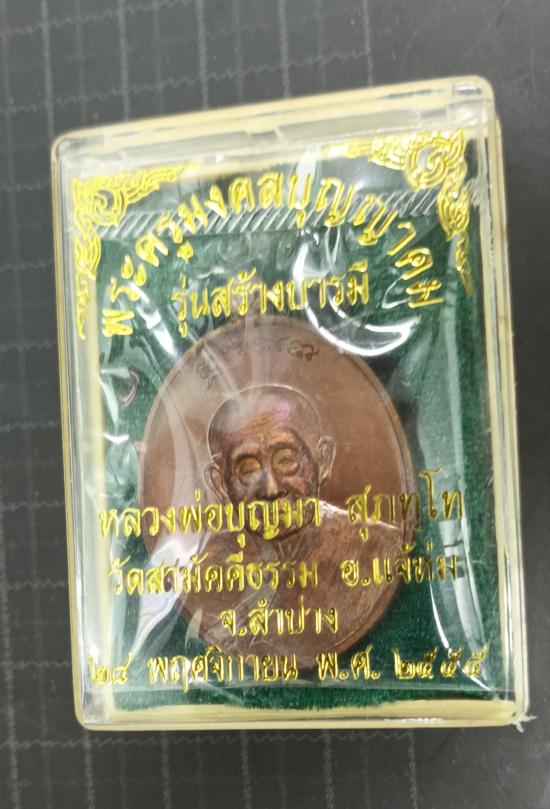 พระครูมงคลบุญญาคม
รุ่นสร้างบารมี
หลวงพ่อบุญมา สุภทฺโท
วัดสามัคคีธรรม อ.แจ้ห่ม
จ.ลำปาง
๒๘ พฤศจิกายน พ.ศ. ๒๕๕๕